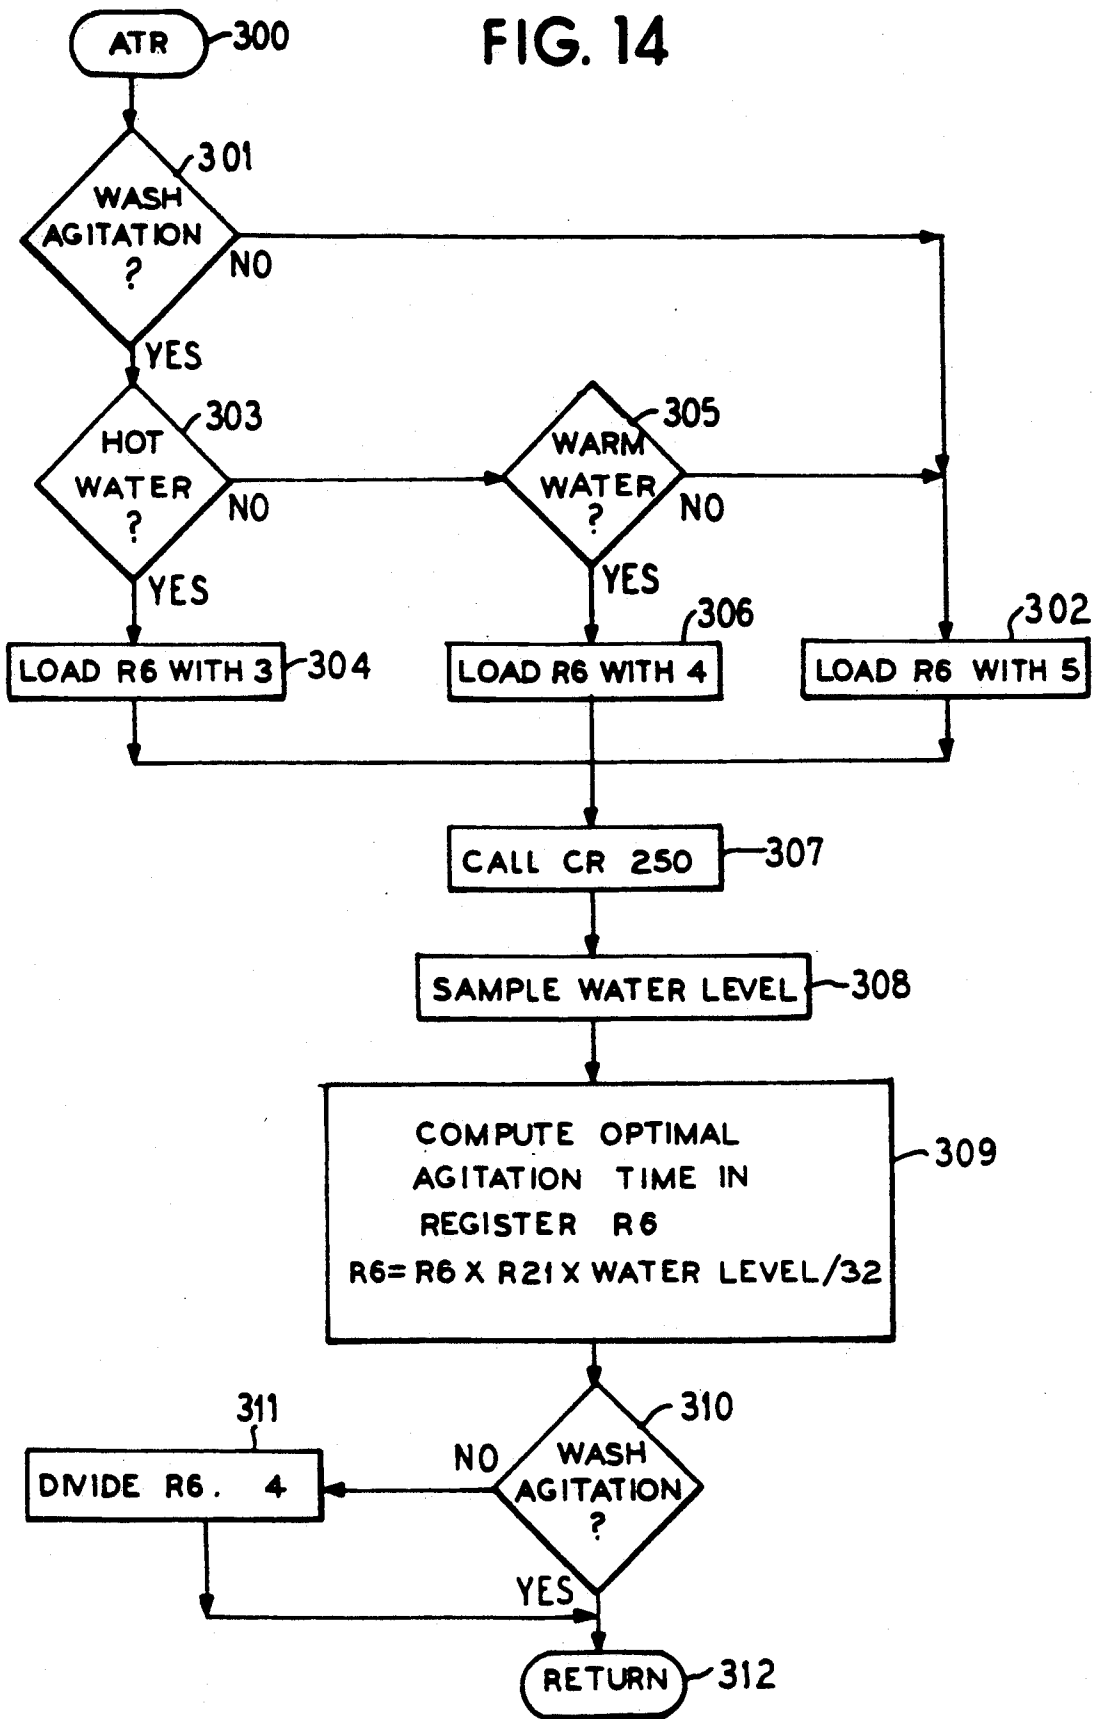 FIG. 14
ATR
300
301
WASH
AGITATION
?
NO
YES
303
HOT
WATER
?
NO
YES
305
WARM
WATER
?
NO
YES
LOAD R6 WITH 3
304
306
LOAD R6 WITH 4
302
LOAD R6 WITH 5
CALL CR 250
307
SAMPLE WATER LEVEL
308
COMPUTE OPTIMAL
AGITATION TIME IN
REGISTER R6
R6=R6 X R21 X WATER LEVEL/32
309
310
WASH
AGITATION
?
NO
YES
311
DIVIDE R6. 4
RETURN
312